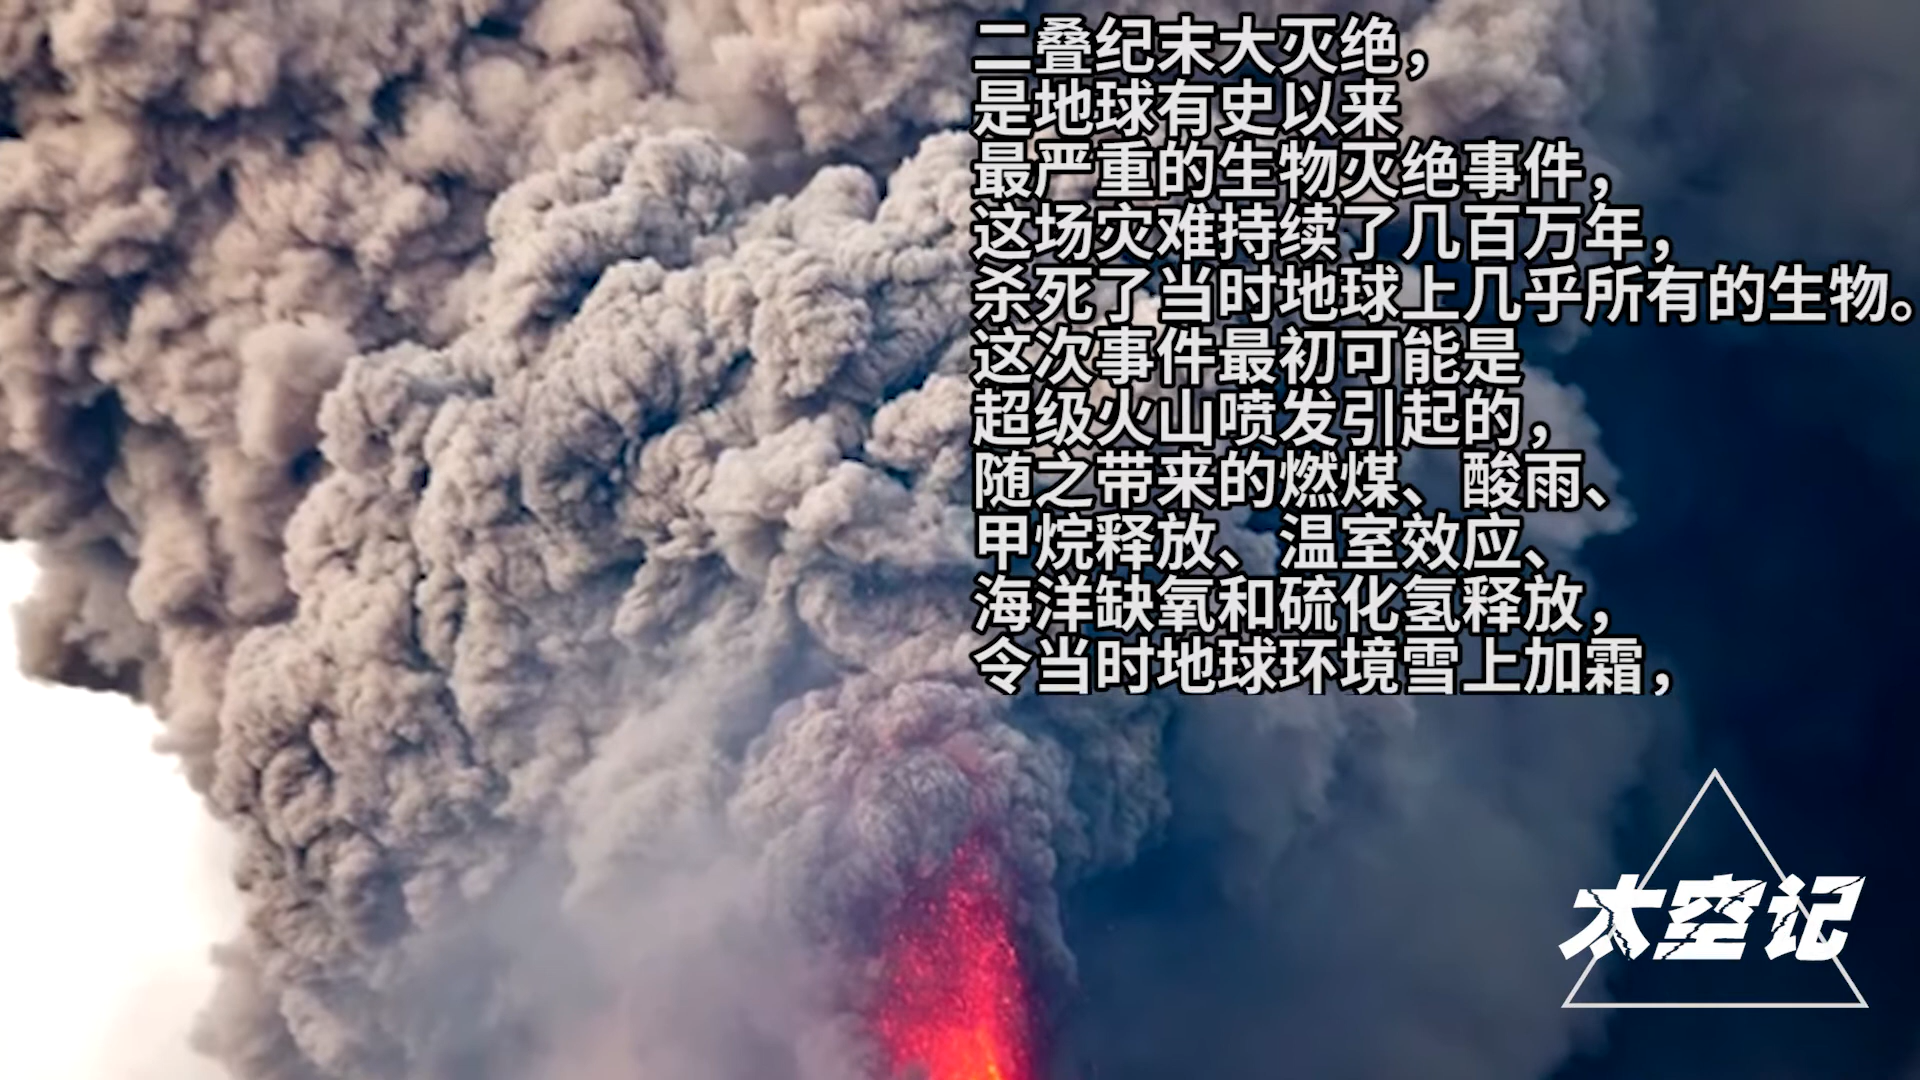 二叠纪末大灭绝，
是地球有史以来
最严重的生物灭绝事件，
这场灾难持续了几百万年，
杀死了当时地球上几乎所有的生物。
这次事件最初可能是
超级火山喷发引起的，
随之带来的燃煤、酸雨、
甲烷释放、温室效应、
海洋缺氧和硫化氢释放，
令当时地球环境雪上加霜，
太空记